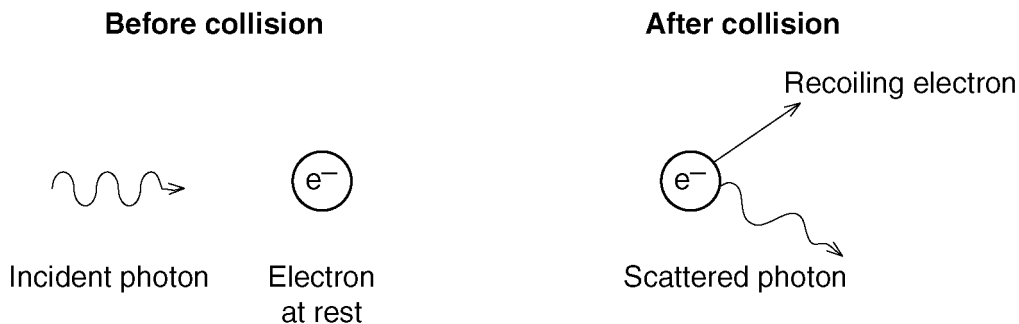 Before collision
After collision
Recoiling electron
e–
e–
Incident photon
Electron
at rest
Scattered photon